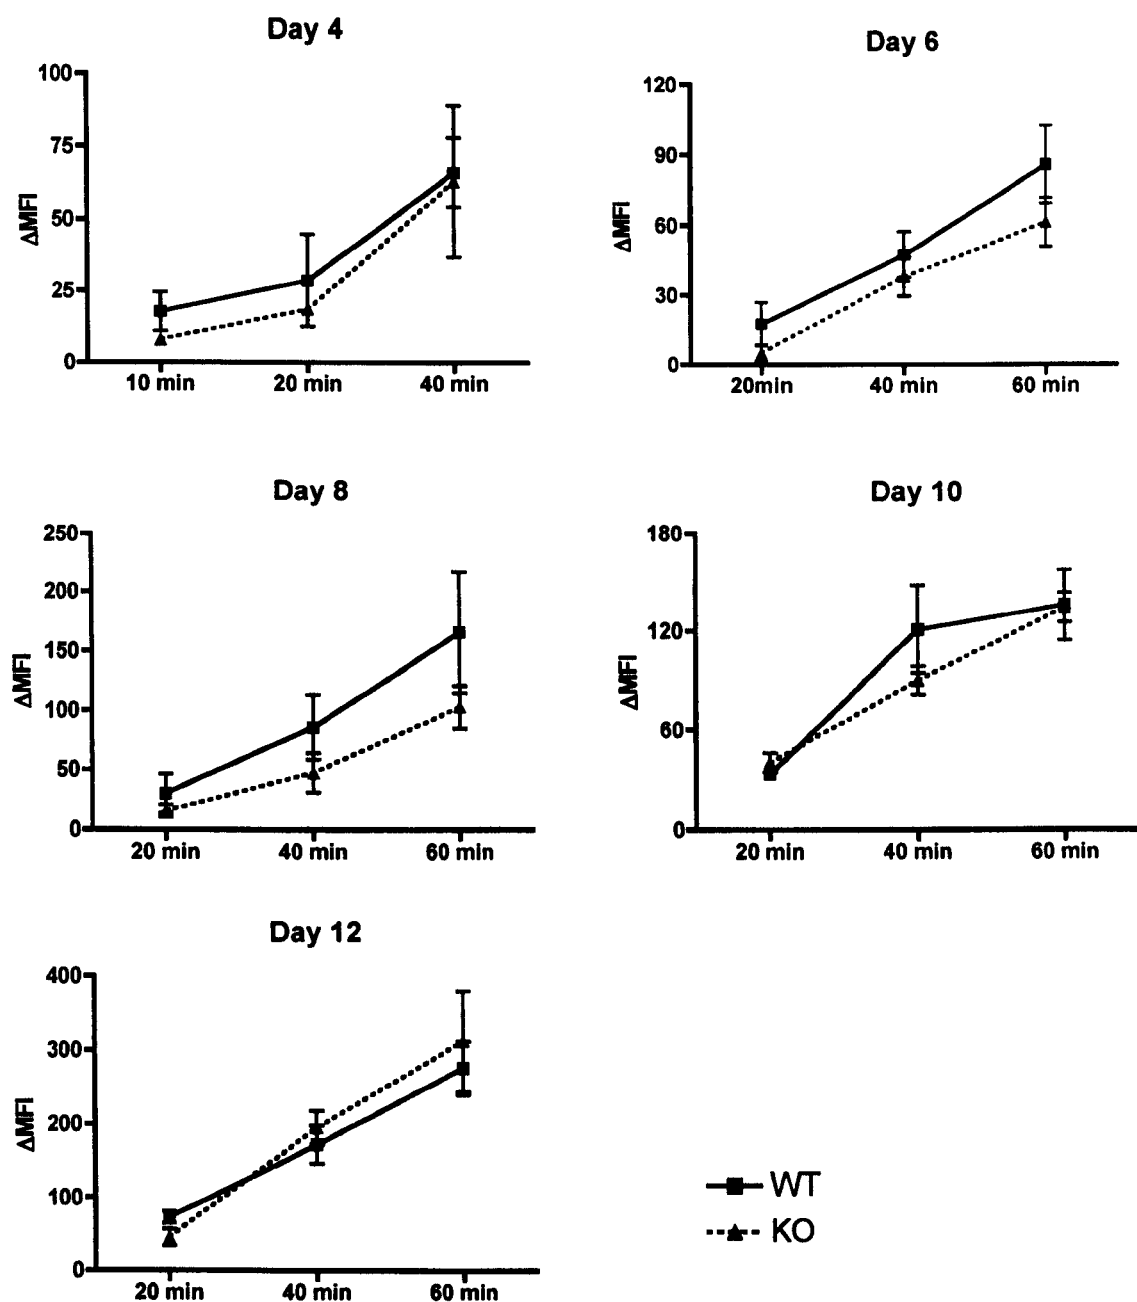 Day 4
100
75
50
25
0
ΔMFI
10 min 20 min 40 min
Day 6
120
90
60
30
0
ΔMFI
20min 40 min 60 min
Day 8
250
200
150
100
50
0
ΔMFI
20 min 40 min 60 min
Day 10
180
120
60
0
ΔMFI
20 min 40 min 60 min
Day 12
400
300
200
100
0
ΔMFI
20 min 40 min 60 min
WT
KO